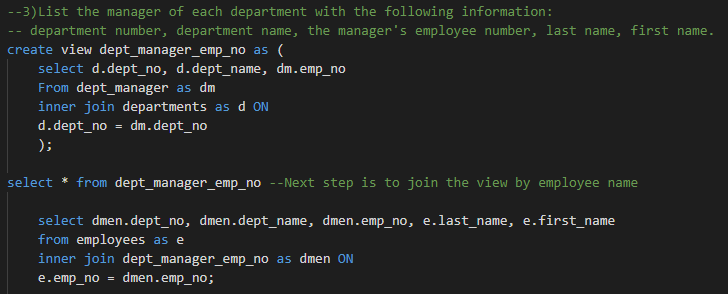 --3)List the manager of each department with the following information:
-- department number, department name, the manager's employee number, last name, first name.
create view dept_manager_emp_no as (
select d.dept_no, d.dept_name, dm.emp_no
From dept_manager as dm
inner join departments as d ON
d.dept_no = dm.dept_no
);
select * from dept_manager_emp_no --Next step is to join the view by employee name
select dmen.dept_no, dmen.dept_name, dmen.emp_no, e.last_name, e.first_name
from employees as e
inner join dept_manager_emp_no as dmen ON
e.emp_no = dmen.emp_no;